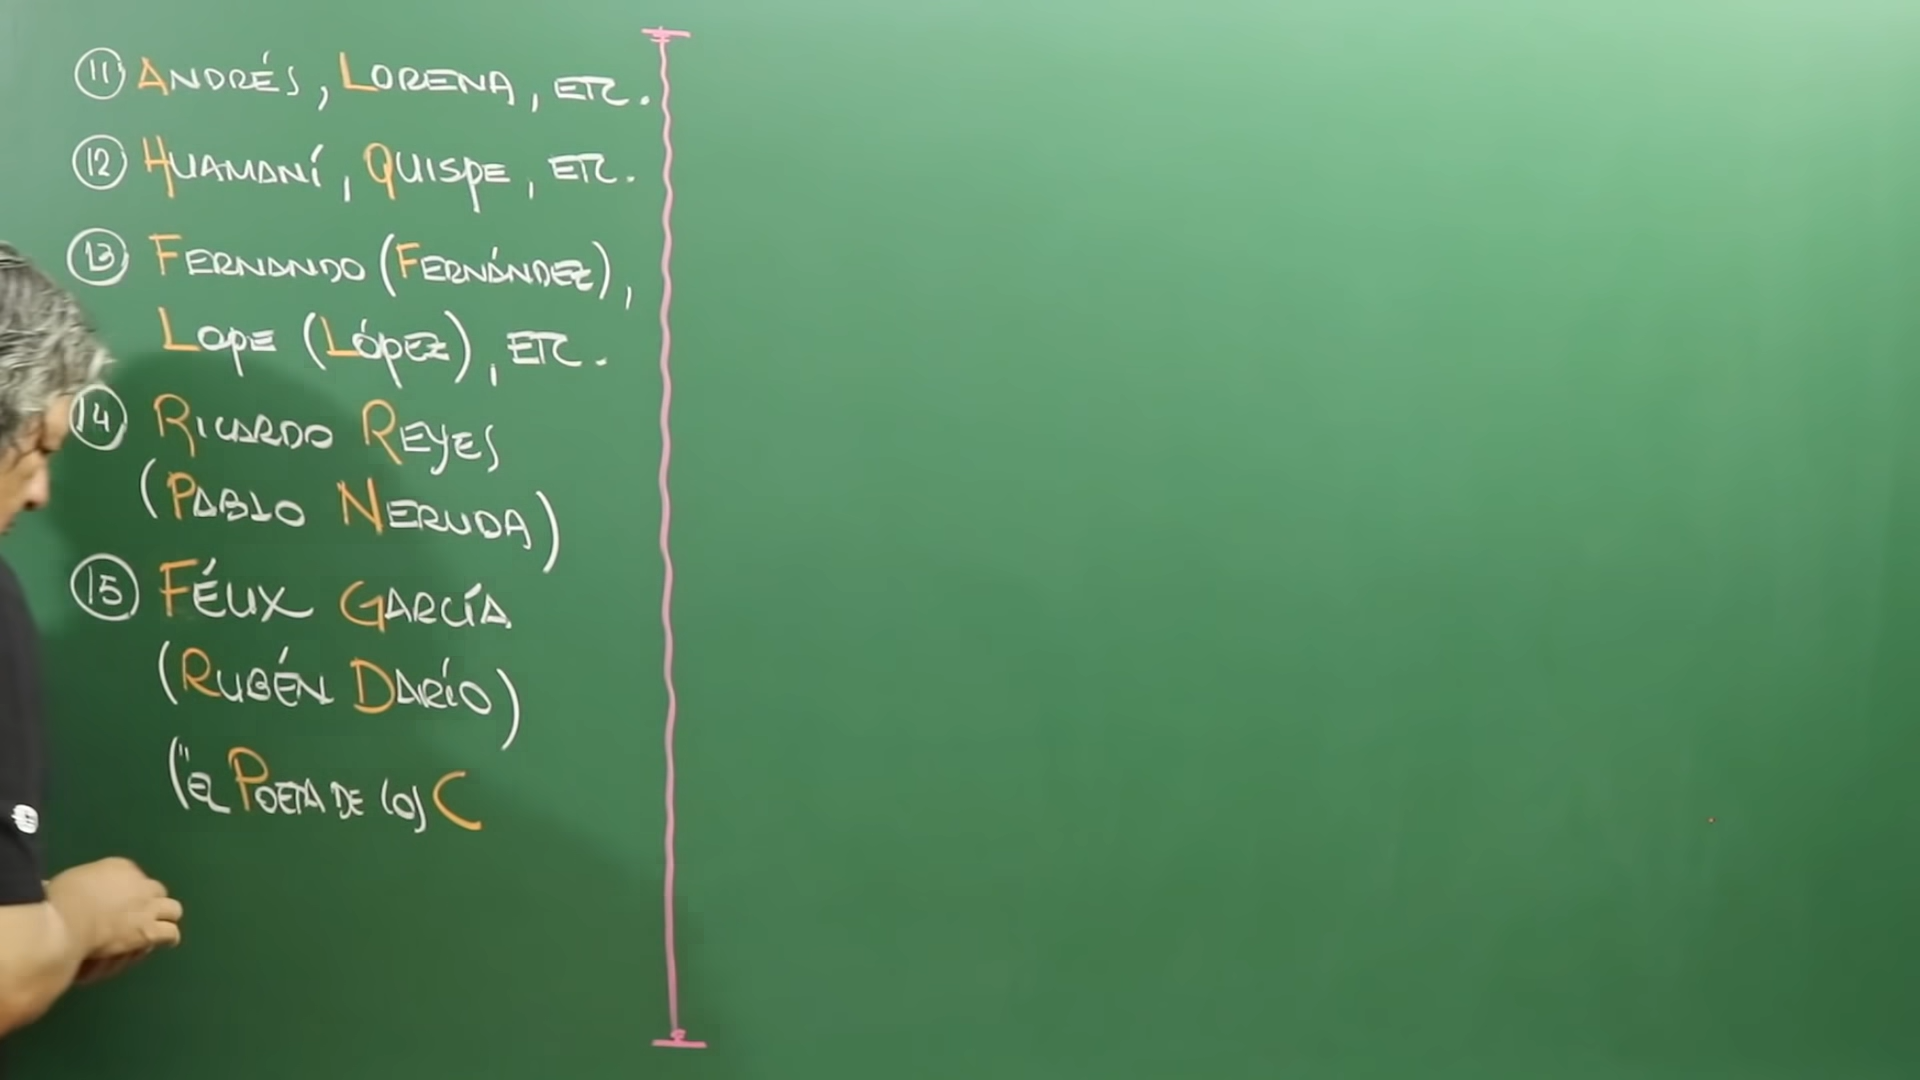 11 ANDRÉS, LORENA, ETC.
12 HUAMANÍ, QUISPE, ETC.
13 FERNANDO (FERNÁNDEZ),
LOPE (LÓPEZ), ETC.
14 RICARDO REYES
(PABLO NERUDA)
15 FÉLIX GARCÍA
(RUBÉN DARÍO)
("EL POETA DE LOS C